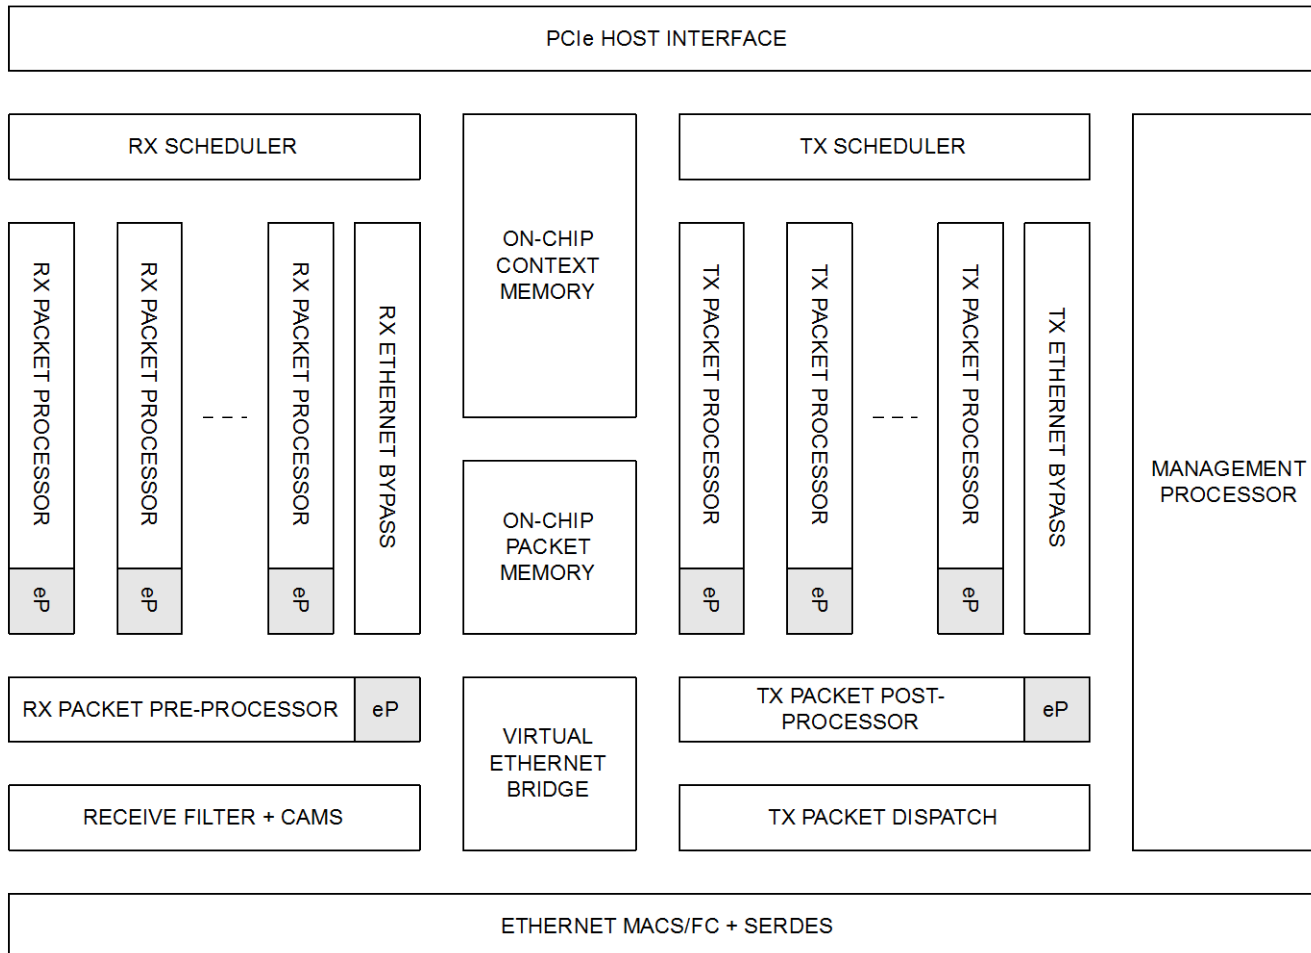 PCIe HOST INTERFACE
RX SCHEDULER
TX SCHEDULER
RX PACKET PROCESSOR
eP
RX PACKET PROCESSOR
eP
RX PACKET PROCESSOR
eP
RX ETHERNET BYPASS
ON-CHIP
CONTEXT
MEMORY
ON-CHIP
PACKET
MEMORY
TX PACKET PROCESSOR
eP
TX PACKET PROCESSOR
eP
TX PACKET PROCESSOR
eP
TX ETHERNET BYPASS
MANAGEMENT
PROCESSOR
RX PACKET PRE-PROCESSOR
eP
VIRTUAL
ETHERNET
BRIDGE
TX PACKET POST-
PROCESSOR
eP
RECEIVE FILTER + CAMS
TX PACKET DISPATCH
ETHERNET MACS/FC + SERDES